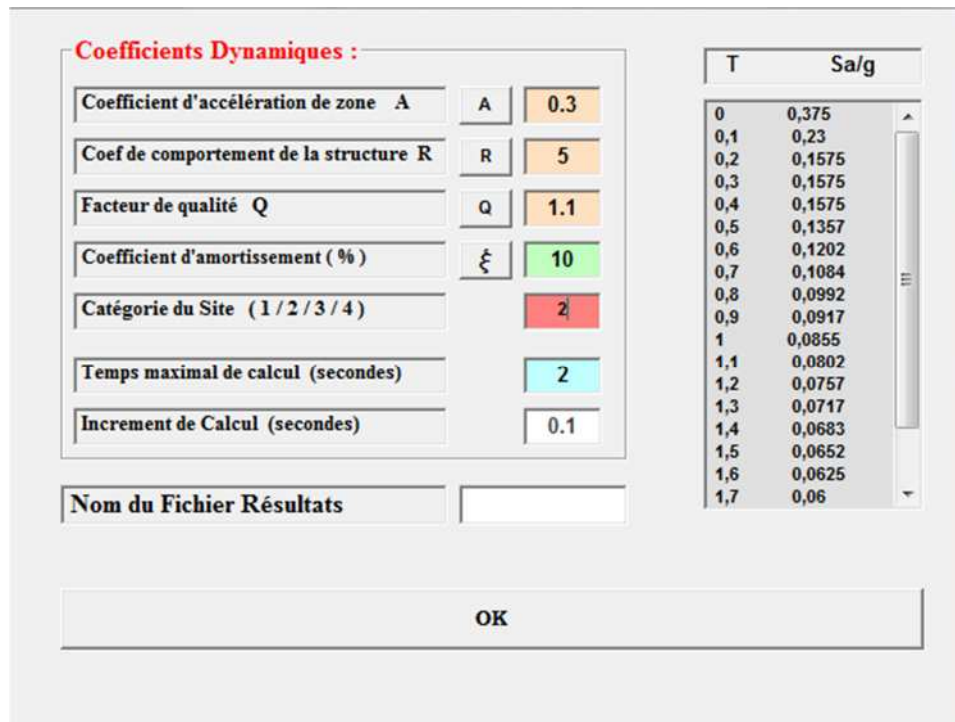 Coefficients Dynamiques :
Coefficient d'accélération de zone A A 0.3
Coef de comportement de la structure R R 5
Facteur de qualité Q Q 1.1
Coefficient d'amortissement ( % ) ξ 10
Catégorie du Site ( 1 / 2 / 3 / 4 ) 2
Temps maximal de calcul (secondes) 2
Increment de Calcul (secondes) 0.1
Nom du Fichier Résultats
T Sa/g
0 0,375
0,1 0,23
0,2 0,1575
0,3 0,1575
0,4 0,1575
0,5 0,1357
0,6 0,1202
0,7 0,1084
0,8 0,0992
0,9 0,0917
1 0,0855
1,1 0,0802
1,2 0,0757
1,3 0,0717
1,4 0,0683
1,5 0,0652
1,6 0,0625
1,7 0,06
OK